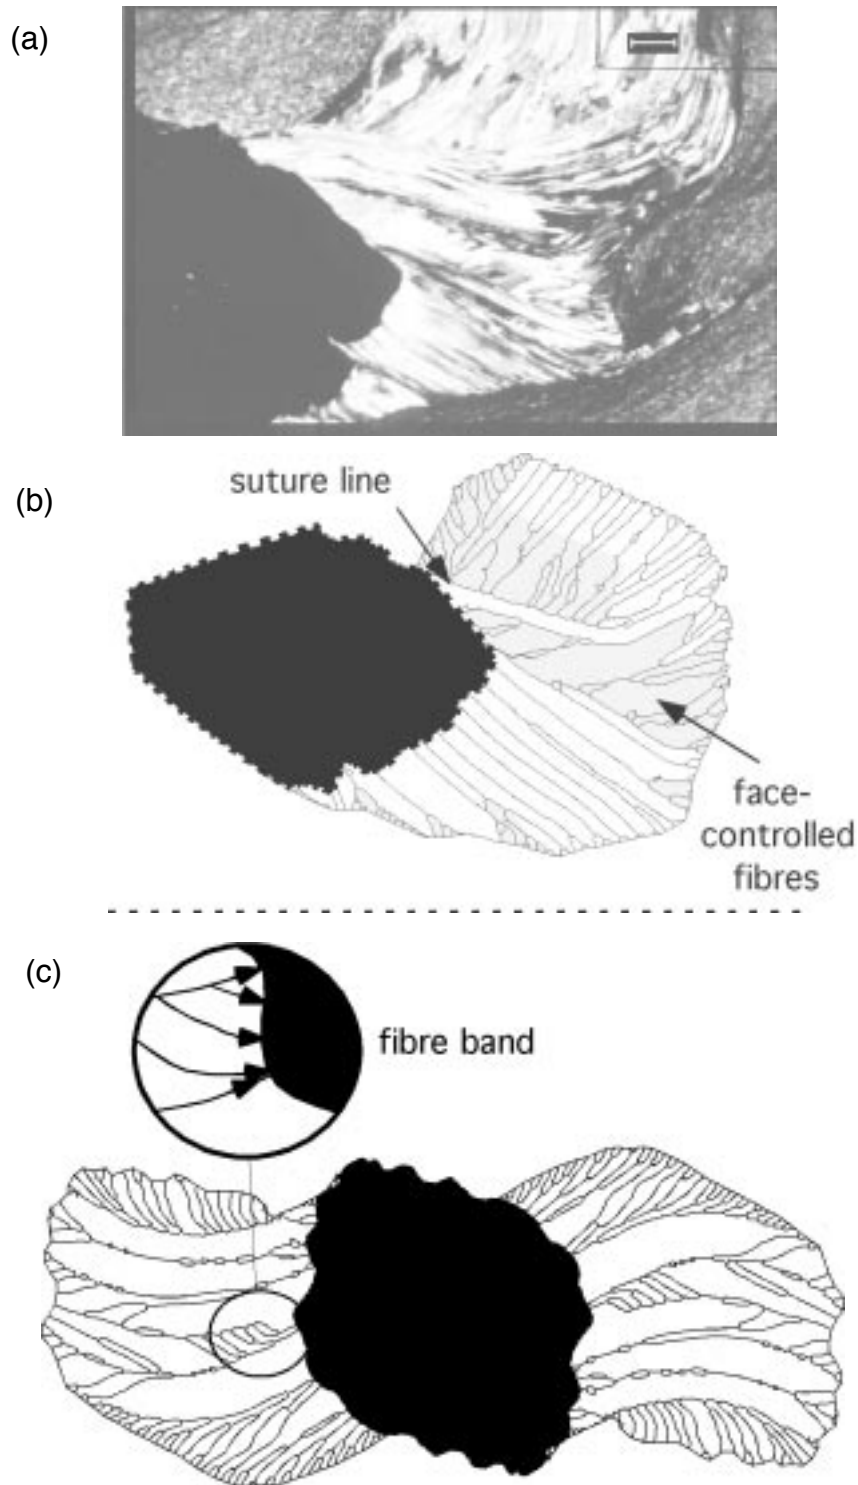 (a)
(b)
suture line
face-
controlled
fibres
(c)
fibre band